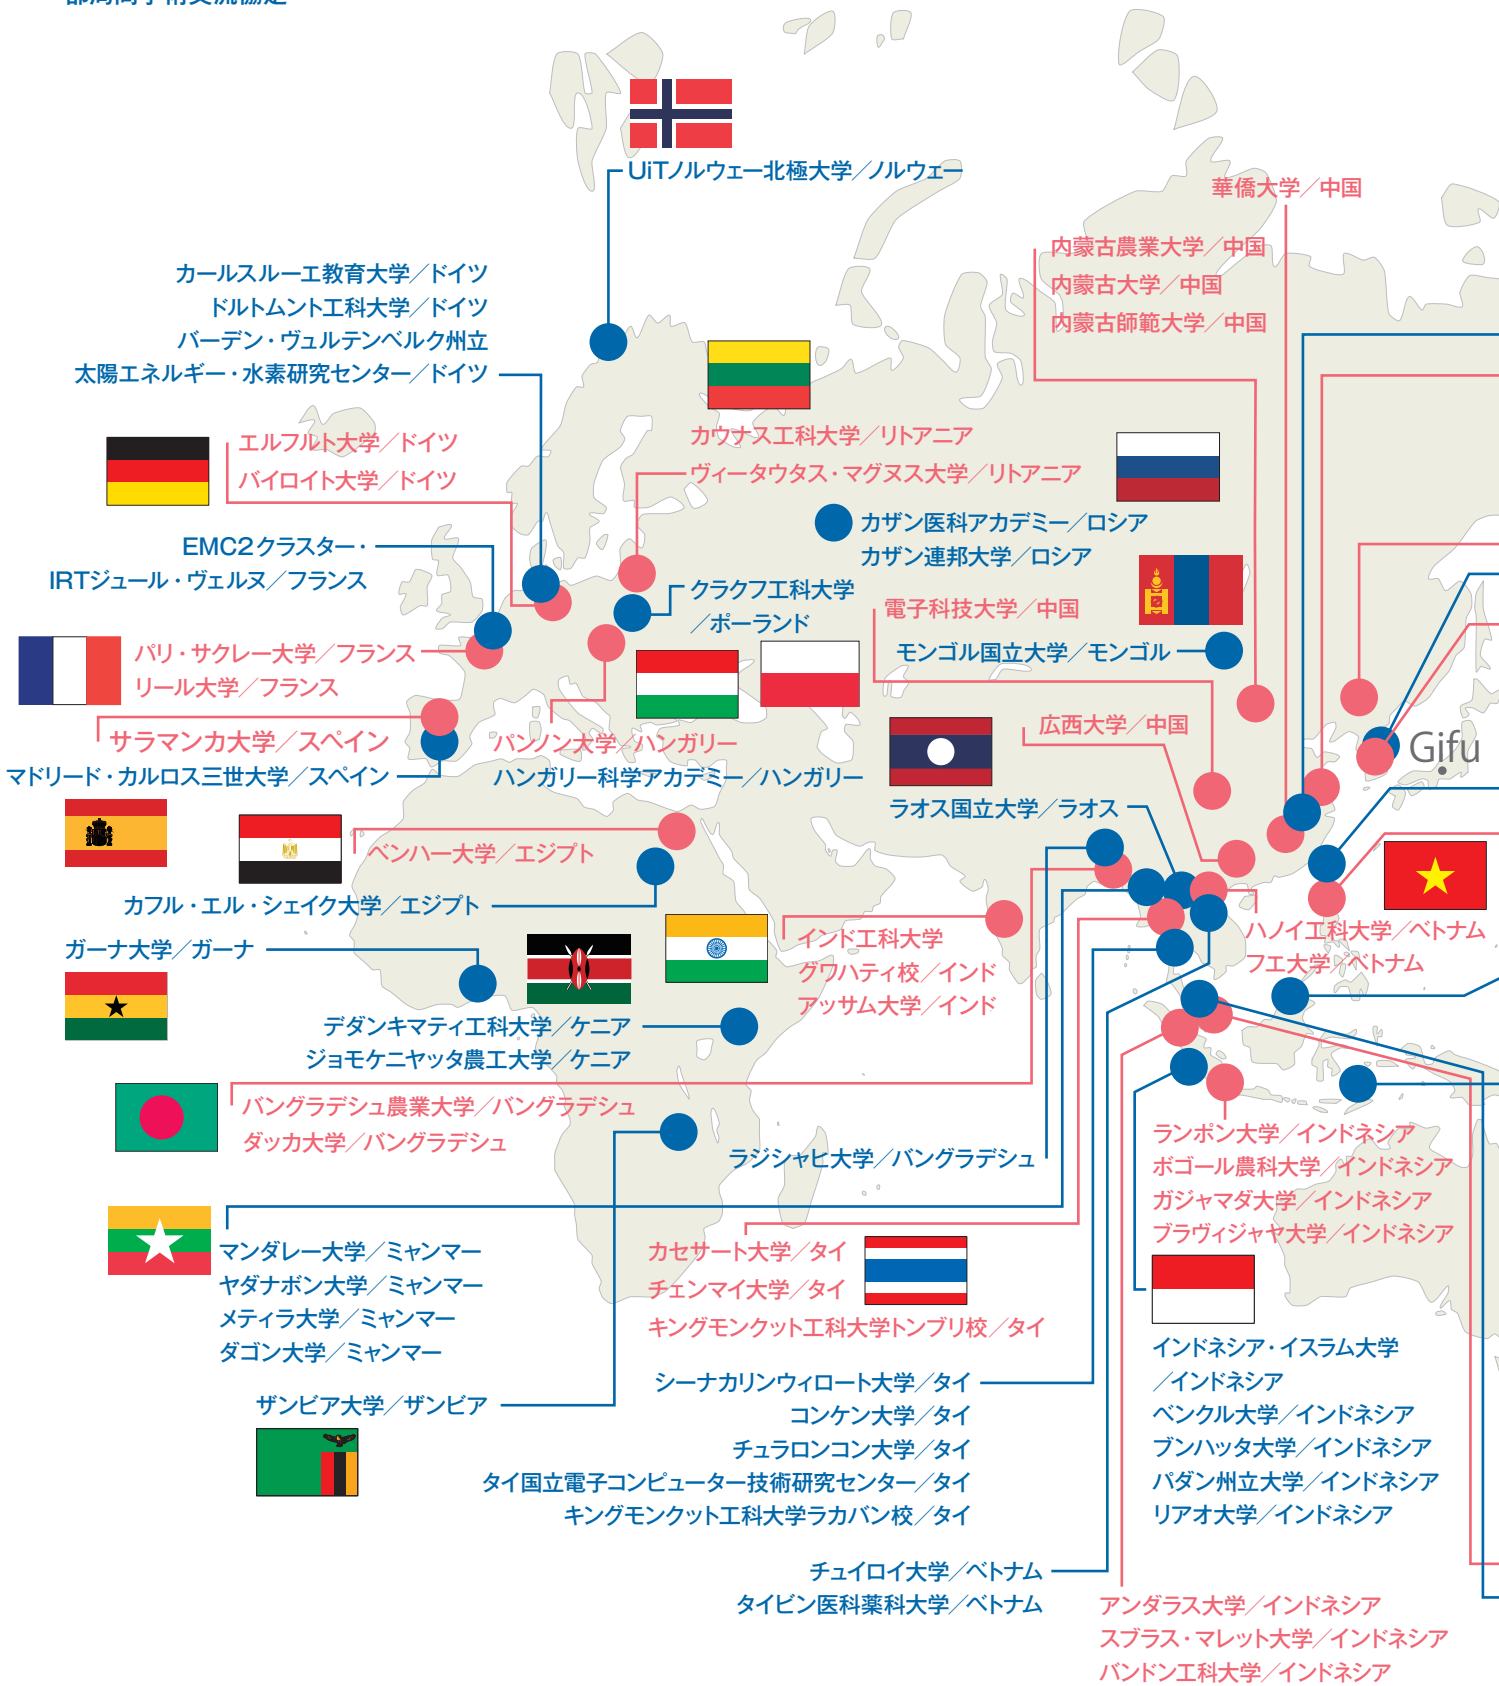 部局間学術交流協定
UiTノルウェー北極大学／ノルウェー
華僑大学／中国
内蒙古農業大学／中国
内蒙古大学／中国
内蒙古師範大学／中国
カールスルーエ教育大学／ドイツ
ドルトムント工科大学／ドイツ
バーデン・ヴュルテンベルク州立
太陽エネルギー・水素研究センター／ドイツ
エルフルト大学／ドイツ
バイロイト大学／ドイツ
カウナス工科大学／リトアニア
ヴィータウタス・マグヌス大学／リトアニア
カザン医科アカデミー／ロシア
カザン連邦大学／ロシア
EMC2クラスター・
IRTジュール・ヴェルヌ／フランス
クラクフ工科大学
／ポーランド
電子科技大学／中国
モンゴル国立大学／モンゴル
パリ・サクレー大学／フランス
リール大学／フランス
サラマンカ大学／スペイン
マドリード・カルロス三世大学／スペイン
パンノン大学／ハンガリー
ハンガリー科学アカデミー／ハンガリー
広西大学／中国
Gifu
ラオス国立大学／ラオス
ベンハー大学／エジプト
カフル・エル・シェイク大学／エジプト
ガーナ大学／ガーナ
インド工科大学
グワハティ校／インド
アッサム大学／インド
ハノイ工科大学／ベトナム
フエ大学／ベトナム
デダンキマティ工科大学／ケニア
ジョモケニヤッタ農工大学／ケニア
バングラデシュ農業大学／バングラデシュ
ダッカ大学／バングラデシュ
ラジシャヒ大学／バングラデシュ
ランポン大学／インドネシア
ボゴール農科大学／インドネシア
ガジャマダ大学／インドネシア
ブラヴィジャヤ大学／インドネシア
マンダレー大学／ミャンマー
ヤダナボン大学／ミャンマー
メティラ大学／ミャンマー
ダゴン大学／ミャンマー
カセサート大学／タイ
チェンマイ大学／タイ
キングモンクット工科大学トンブリ校／タイ
ザンビア大学／ザンビア
シーナカリンウィロート大学／タイ
コンケン大学／タイ
チュラロンコン大学／タイ
タイ国立電子コンピューター技術研究センター／タイ
キングモンクット工科大学ラカバン校／タイ
インドネシア・イスラム大学
／インドネシア
ベンクル大学／インドネシア
ブンハッタ大学／インドネシア
パダン州立大学／インドネシア
リアオ大学／インドネシア
チュイロイ大学／ベトナム
タイビン医科薬科大学／ベトナム
アンダラス大学／インドネシア
スブラス・マレット大学／インドネシア
バンドン工科大学／インドネシア